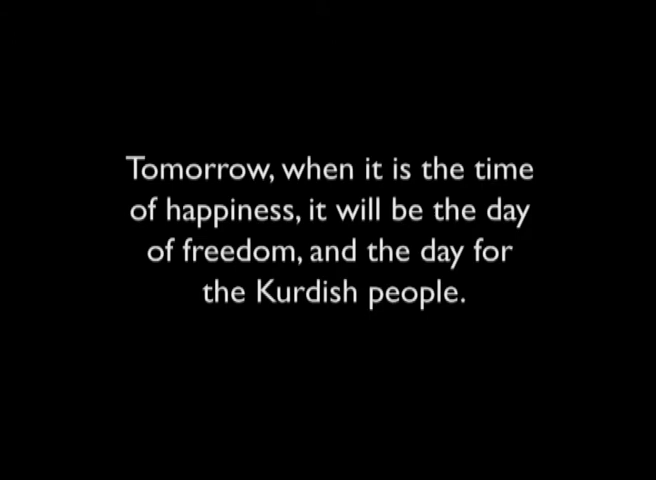 Tomorrow, when it is the time
of happiness, it will be the day
of freedom, and the day for
the Kurdish people.